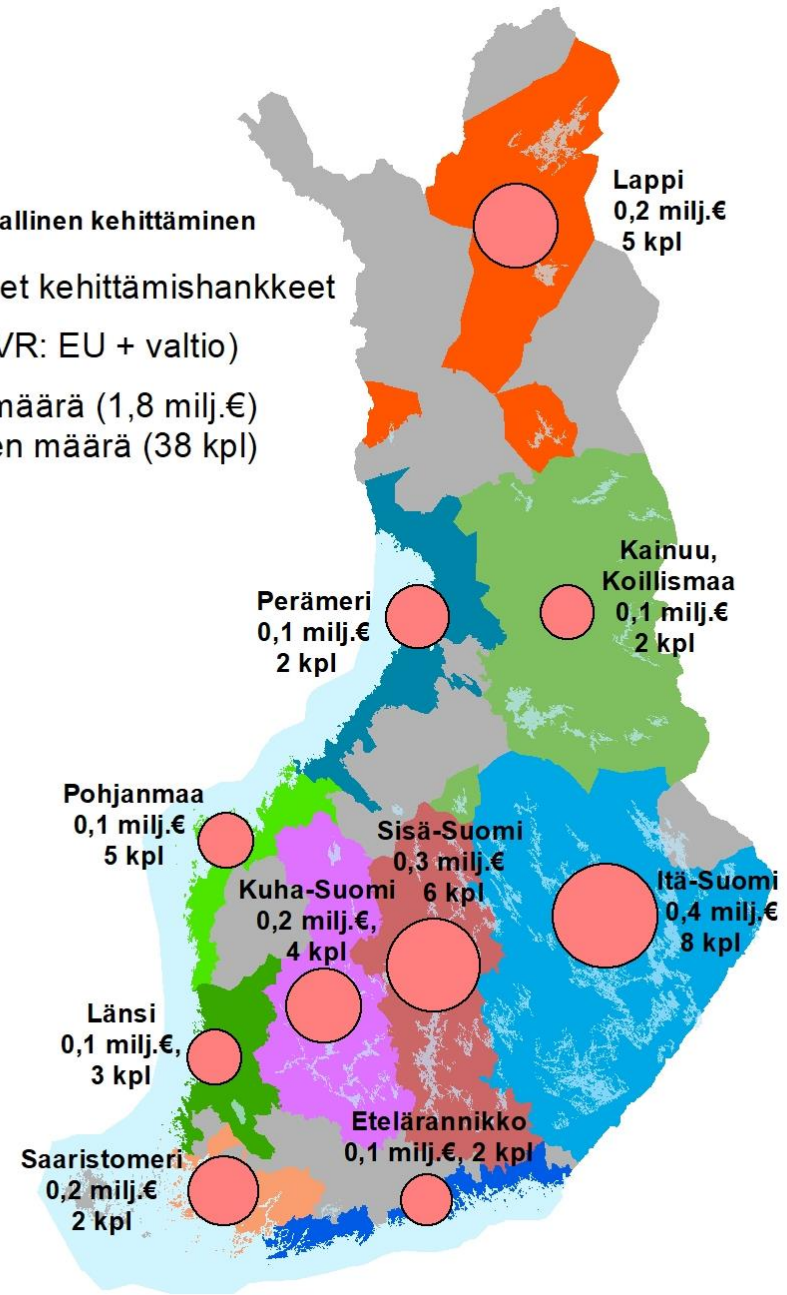 allinen kehittäminen
et kehittämishankkeet
VR: EU + valtio)
määrä (1,8 milj.€)
en määrä (38 kpl)
Lappi
0,2 milj.€
5 kpl
Kainuu,
Koillismaa
0,1 milj.€
2 kpl
Perämeri
0,1 milj.€
2 kpl
Pohjanmaa
0,1 milj.€
5 kpl
Sisä-Suomi
0,3 milj.€
6 kpl
Kuha-Suomi
0,2 milj.€,
4 kpl
Itä-Suomi
0,4 milj.€
8 kpl
Länsi
0,1 milj.€,
3 kpl
Etelärannikko
0,1 milj.€, 2 kpl
Saaristomeri
0,2 milj.€
2 kpl